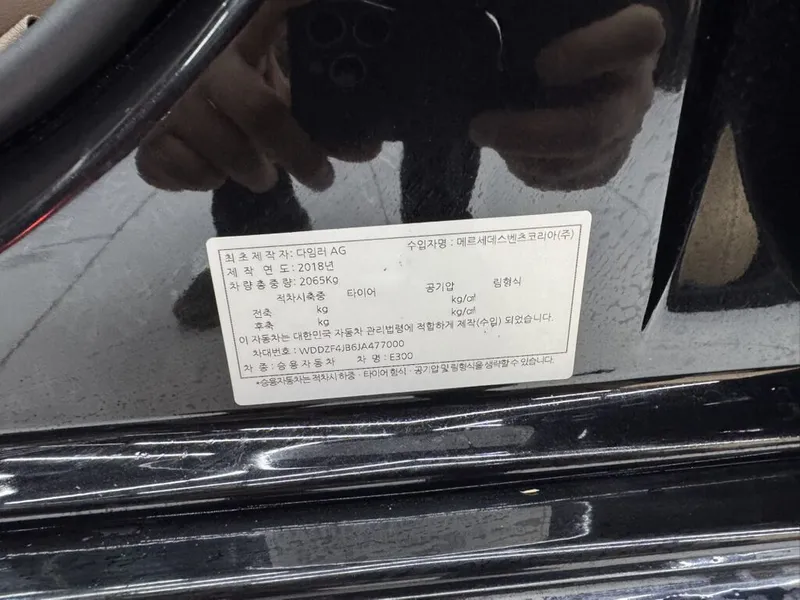 최초제작자: 다임러 AG 수입자명 : 메르세데스벤츠코리아(주)
제 작 연 도: 2018년
차량총중량: 2065Kg
적차시축중 타이어 공기압 림형식
전축 kg kg/㎠
후축 kg kg/㎠
이 자동차는 대한민국 자동차 관리법령에 적합하게 제작(수입) 되었습니다.
차대번호: WDDZF4JB6JA477000
차 종: 승용자동차 차 명: E300
*승용자동차는 적차시 하중 · 타이어 형식 · 공기압 및 림형식을 생략할 수 있습니다.